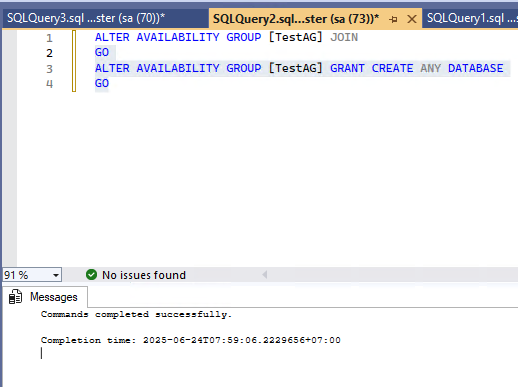 SQLQuery3.sql ...ster (sa (70))*
SQLQuery2.sql...ster (sa (73))*
SQLQuery1.sql ...s
1 ALTER AVAILABILITY GROUP [TestAG] JOIN
2 GO
3 ALTER AVAILABILITY GROUP [TestAG] GRANT CREATE ANY DATABASE
4 GO
91 %
No issues found
Messages
Commands completed successfully.
Completion time: 2025-06-24T07:59:06.2229656+07:00